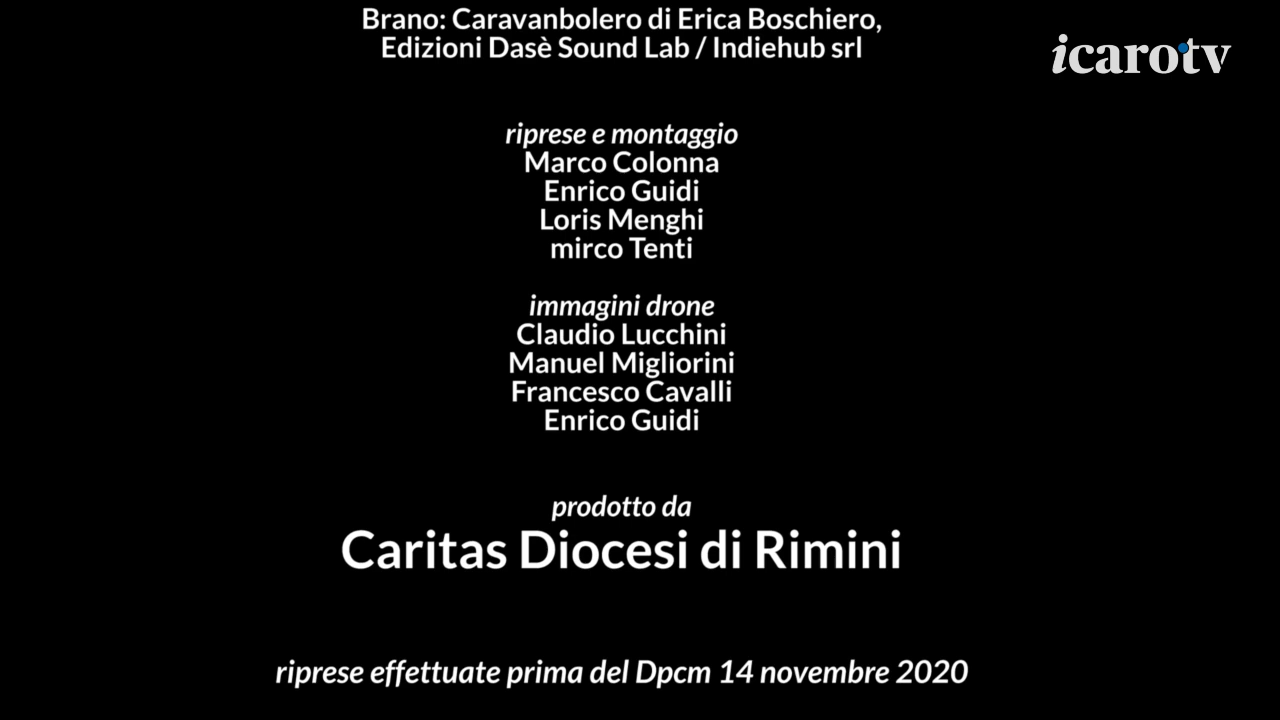 Brano: Caravanbolero di Erica Boschiero,
Edizioni Dasè Sound Lab / Indiehub srl
icarotv
riprese e montaggio
Marco Colonna
Enrico Guidi
Loris Menghi
mirco Tenti
immagini drone
Claudio Lucchini
Manuel Migliorini
Francesco Cavalli
Enrico Guidi
prodotto da
Caritas Diocesi di Rimini
riprese effettuate prima del Dpcm 14 novembre 2020